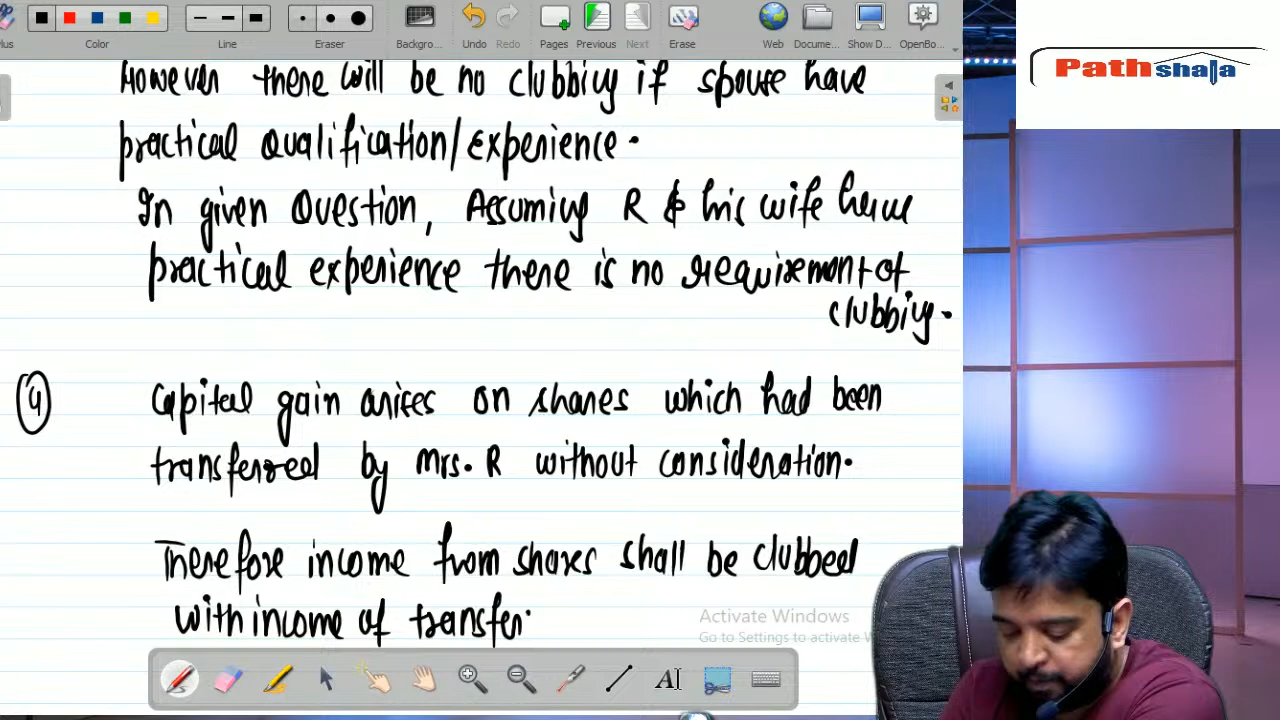 Color
Line
Eraser
Backgro...
Undo
Redo
Pages
Previous
Next
Erase
Web
Docume...
Show D...
OpenBo...
Pathshala
However there will be no clubbing if spouse have
practical Qualification/Experience.
In given Question, Assuming R & his wife have
practical experience there is no requirement of
clubbing.
4 Capital gain arises on shares which had been
transferred by Mrs. R without consideration.
Therefore income from shares shall be clubbed
with income of transfer
Activate Windows
Go to Settings to activate W